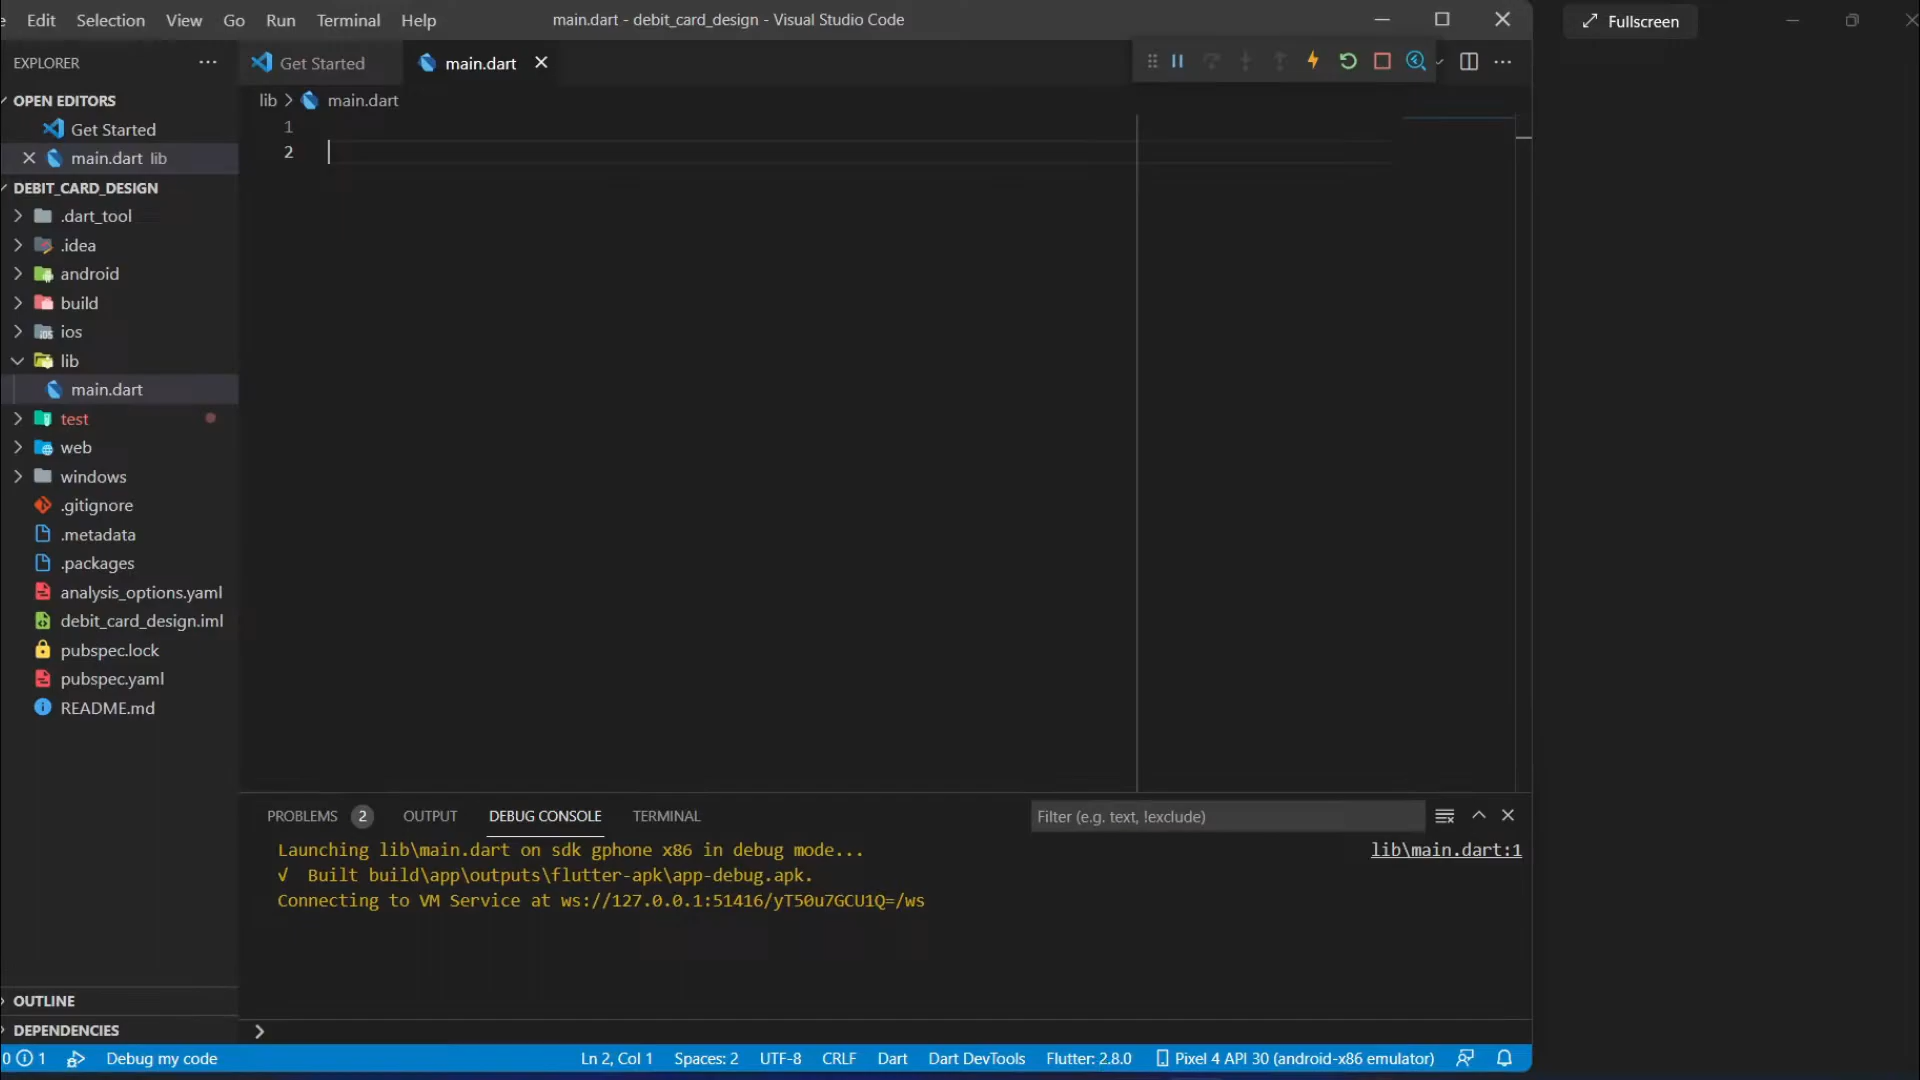 Edit Selection View Go Run Terminal Help
main.dart - debit_card_design - Visual Studio Code
Fullscreen
EXPLORER
Get Started
main.dart
OPEN EDITORS
Get Started
main.dart lib
DEBIT_CARD_DESIGN
.dart_tool
.idea
android
build
ios
lib
main.dart
test
web
windows
.gitignore
.metadata
.packages
analysis_options.yaml
debit_card_design.iml
pubspec.lock
pubspec.yaml
README.md
OUTLINE
DEPENDENCIES
lib > main.dart
1
2
PROBLEMS 2 OUTPUT DEBUG CONSOLE TERMINAL
Filter (e.g. text, !exclude)
Launching lib\main.dart on sdk gphone x86 in debug mode...
lib\main.dart:1
√ Built build\app\outputs\flutter-apk\app-debug.apk.
Connecting to VM Service at ws://127.0.0.1:51416/yT50u7GCU1Q=/ws
0 1 Debug my code
Ln 2, Col 1 Spaces: 2 UTF-8 CRLF Dart Dart DevTools Flutter: 2.8.0 Pixel 4 API 30 (android-x86 emulator)